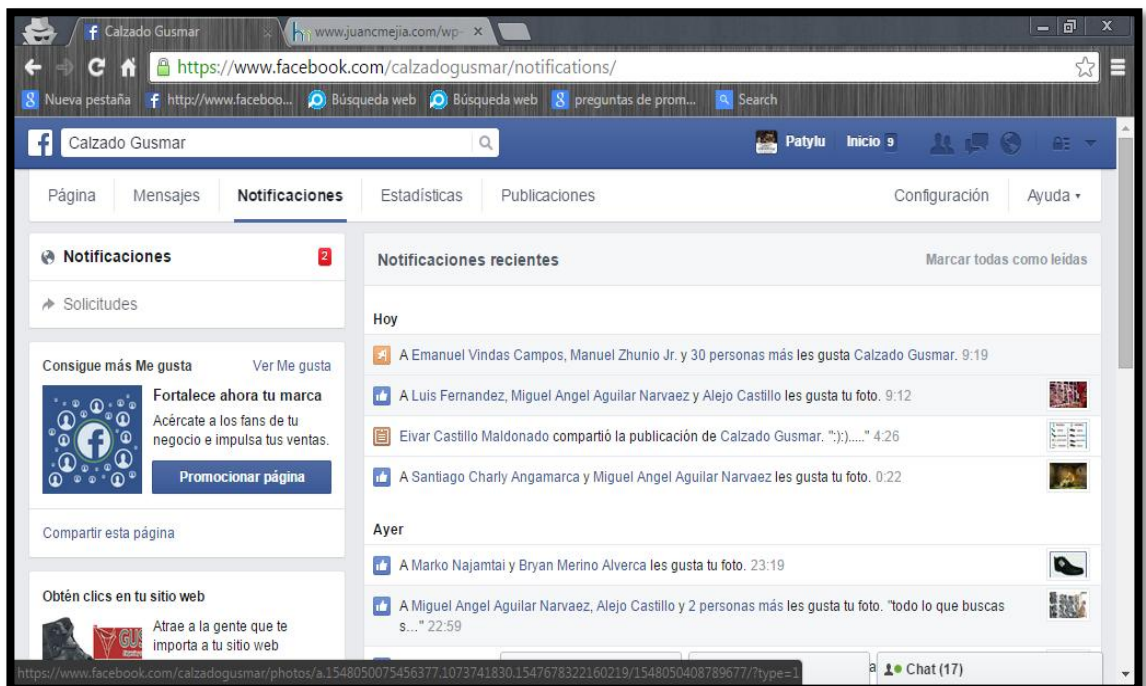 Calzado Gusmar
www.juancmejia.com/wp-
https://www.facebook.com/calzadogusmar/notifications/
Nueva pestaña
http://www.faceboo...
Búsqueda web
Búsqueda web
preguntas de prom...
Search
Calzado Gusmar
Patylu
Inicio 9
Página
Mensajes
Notificaciones
Estadísticas
Publicaciones
Configuración
Ayuda
Notificaciones
2
Solicitudes
Consigue más Me gusta
Ver Me gusta
Fortalece ahora tu marca
Acércate a los fans de tu
negocio e impulsa tus ventas.
Promocionar página
Compartir esta página
Obtén clics en tu sitio web
GUS
Atrae a la gente que te
importa a tu sitio web
Notificaciones recientes
Marcar todas como leídas
Hoy
A Emanuel Vindas Campos, Manuel Zhunio Jr. y 30 personas más les gusta Calzado Gusmar. 9:19
A Luis Fernandez, Miguel Angel Aguilar Narvaez y Alejo Castillo les gusta tu foto. 9:12
Eivar Castillo Maldonado compartió la publicación de Calzado Gusmar. ":):)....." 4:26
A Santiago Charly Angamarca y Miguel Angel Aguilar Narvaez les gusta tu foto. 0:22
Ayer
A Marko Najamtai y Bryan Merino Alverca les gusta tu foto. 23:19
A Miguel Angel Aguilar Narvaez, Alejo Castillo y 2 personas más les gusta tu foto. "todo lo que buscas
s..." 22:59
https://www.facebook.com/calzadogusmar/photos/a.1548050075456377.1073741830.1547678322160219/1548050408789677/?type=1
Chat (17)